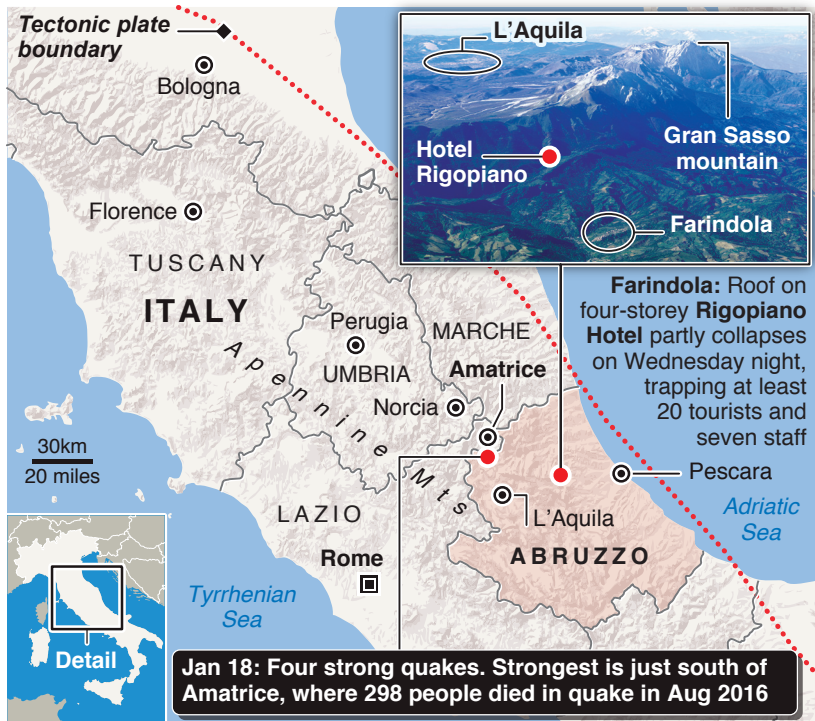 Tectonic plate
boundary
Bologna
L’Aquila
Gran Sasso
mountain
Hotel
Rigopiano
Farindola
Florence
TUSCANY
ITALY
Perugia
UMBRIA
MARCHE
Amatrice
Norcia
Apennine Mts
Farindola: Roof on
four-storey Rigopiano
Hotel partly collapses
on Wednesday night,
trapping at least
20 tourists and
seven staff
30km
20 miles
Pescara
L’Aquila
Adriatic
Sea
LAZIO
ABRUZZO
Rome
Tyrrhenian
Sea
Detail
Jan 18: Four strong quakes. Strongest is just south of
Amatrice, where 298 people died in quake in Aug 2016